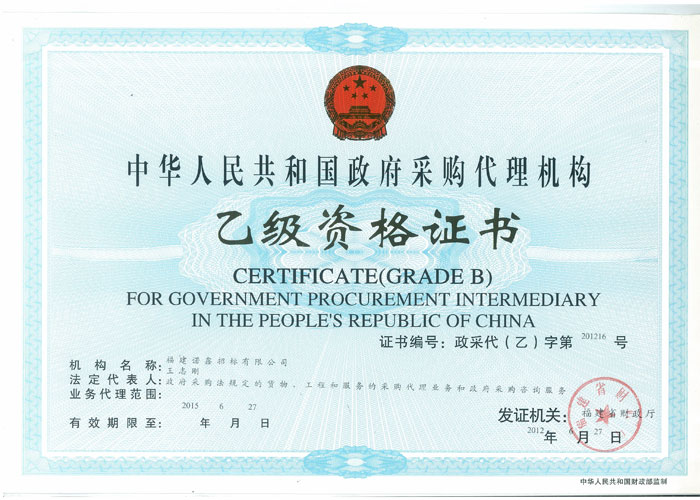 中华人民共和国政府采购代理机构
乙级资格证书
CERTIFICATE(GRADE B)
FOR GOVERNMENT PROCUREMENT INTERMEDIARY
IN THE PEOPLE'S REPUBLIC OF CHINA
证书编号：政采代（乙）字第 201216 号
机构名称：福建诺鑫招标有限公司
法定代表人：王志刚
业务代理范围：政府采购法规定的货物、工程和服务的采购代理业务和政府采购咨询服务
有效期限至：2015 年 6 月 27 日
发证机关：福建省财政厅
2012 年 6 月 27 日
中华人民共和国财政部监制